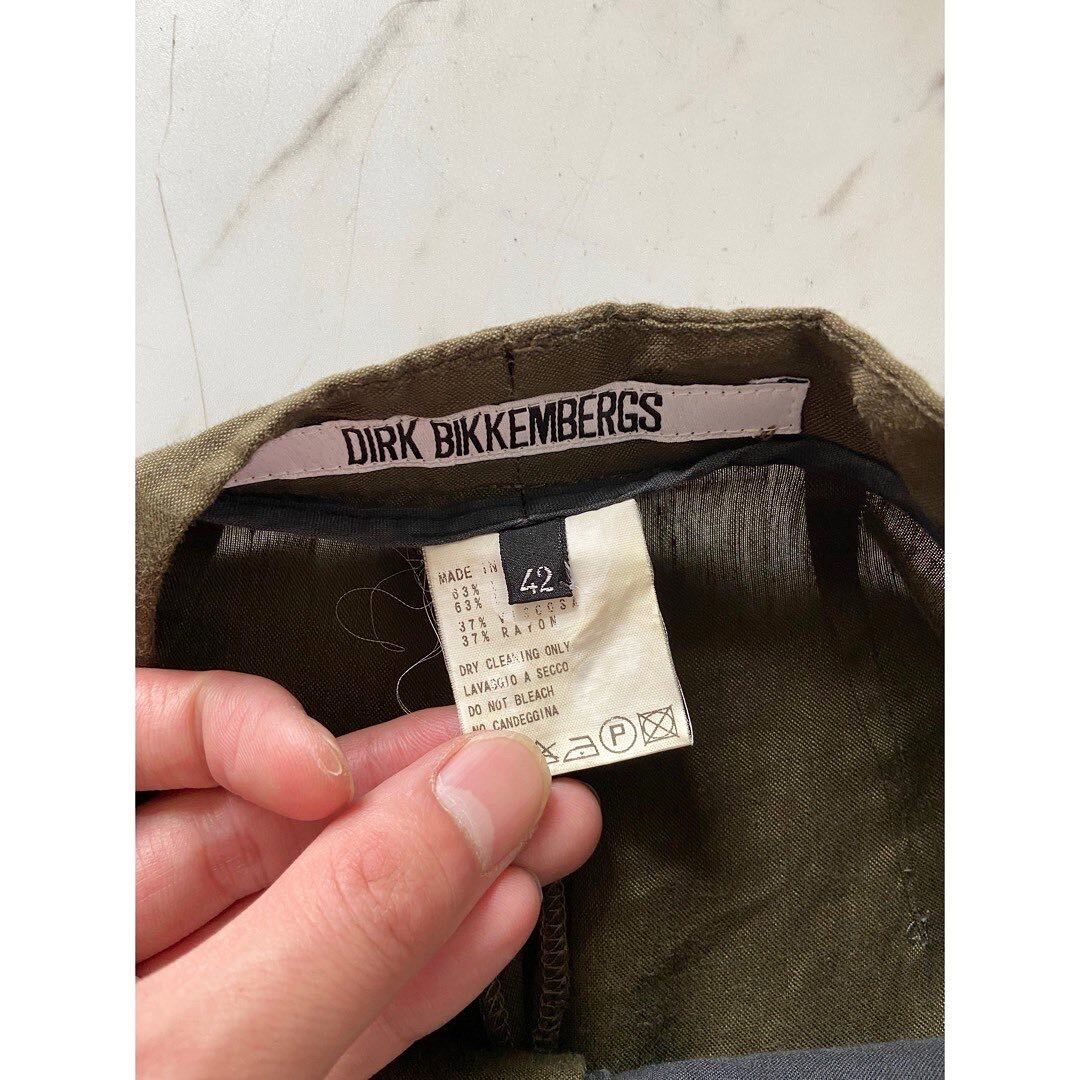 DIRK BIKKEMBERGS
42
MADE IN
63%
63%
37% VISCOSA
37% RAYON
DRY CLEANING ONLY
LAVAGGIO A SECCO
DO NOT BLEACH
NO CANDEGGINA
P